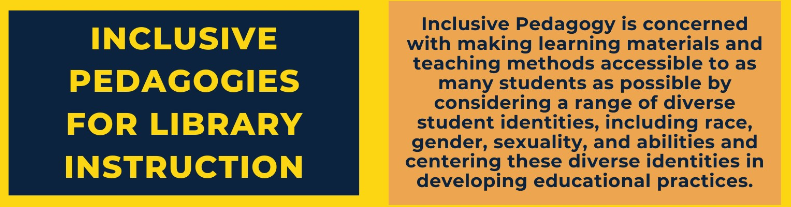 INCLUSIVE
PEDAGOGIES
FOR LIBRARY
INSTRUCTION
Inclusive Pedagogy is concerned
with making learning materials and
teaching methods accessible to as
many students as possible by
considering a range of diverse
student identities, including race,
gender, sexuality, and abilities and
centering these diverse identities in
developing educational practices.